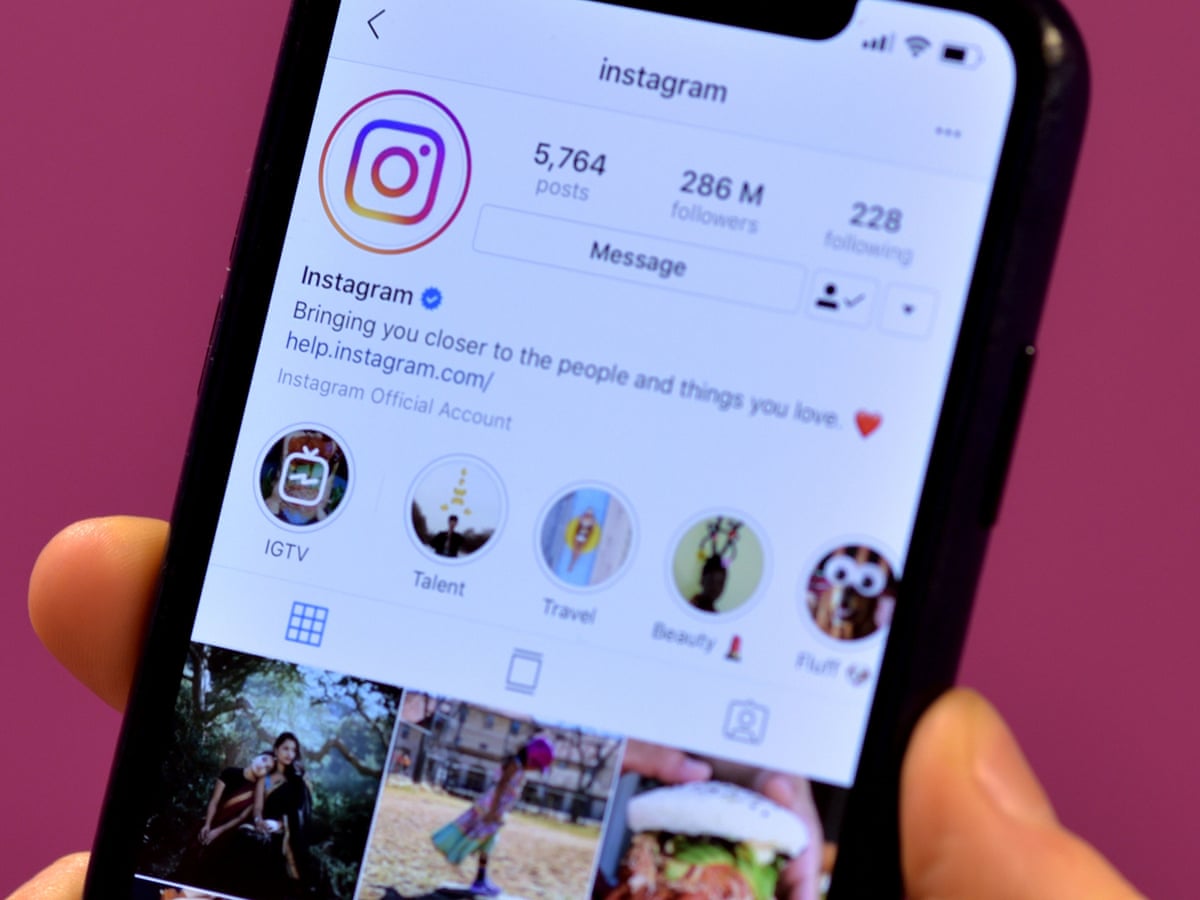 instagram
5,764
posts
286 M
followers
228
following
Message
Instagram
Bringing you closer to the people and things you love. ❤️
help.instagram.com/
Instagram Official Account
IGTV
Talent
Travel
Beauty 💄
Fluff